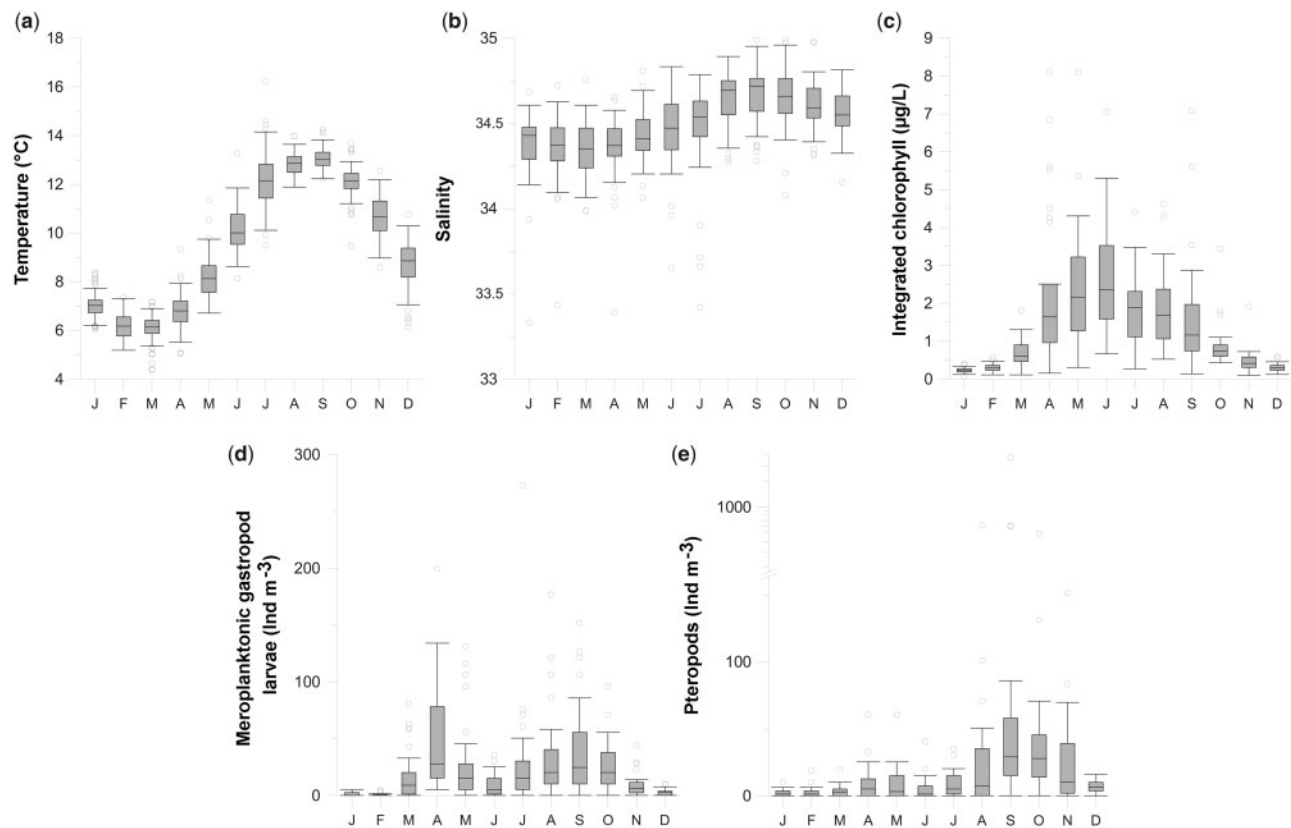 (a)
Temperature (°C)
18
16
14
12
10
8
6
4
J F M A M J J A S O N D
(b)
Salinity
35
34.5
34
33.5
33
J F M A M J J A S O N D
(c)
Integrated chlorophyll (µg/L)
9
8
7
6
5
4
3
2
1
0
J F M A M J J A S O N D
(d)
Meroplanktonic gastropod
larvae (Ind m⁻³)
300
200
100
0
J F M A M J J A S O N D
(e)
Pteropods (Ind m⁻³)
1000
100
0
J F M A M J J A S O N D